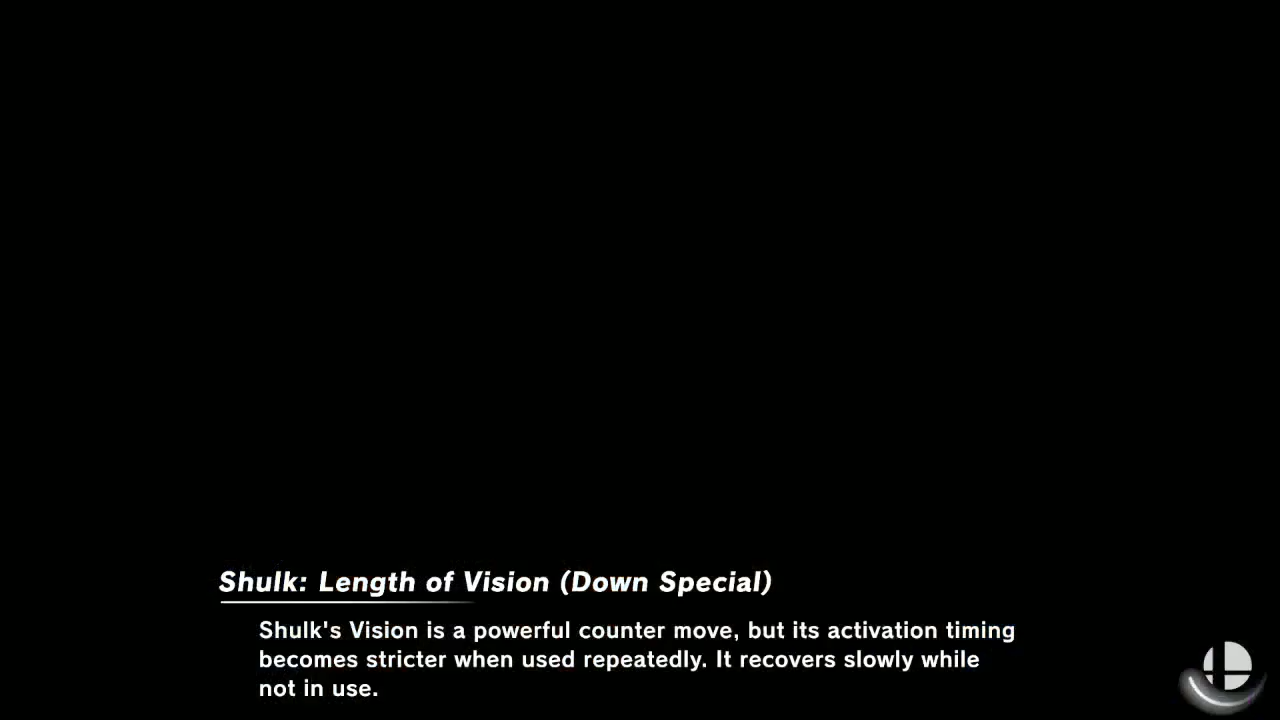 Shulk: Length of Vision (Down Special)
Shulk's Vision is a powerful counter move, but its activation timing
becomes stricter when used repeatedly. It recovers slowly while
not in use.